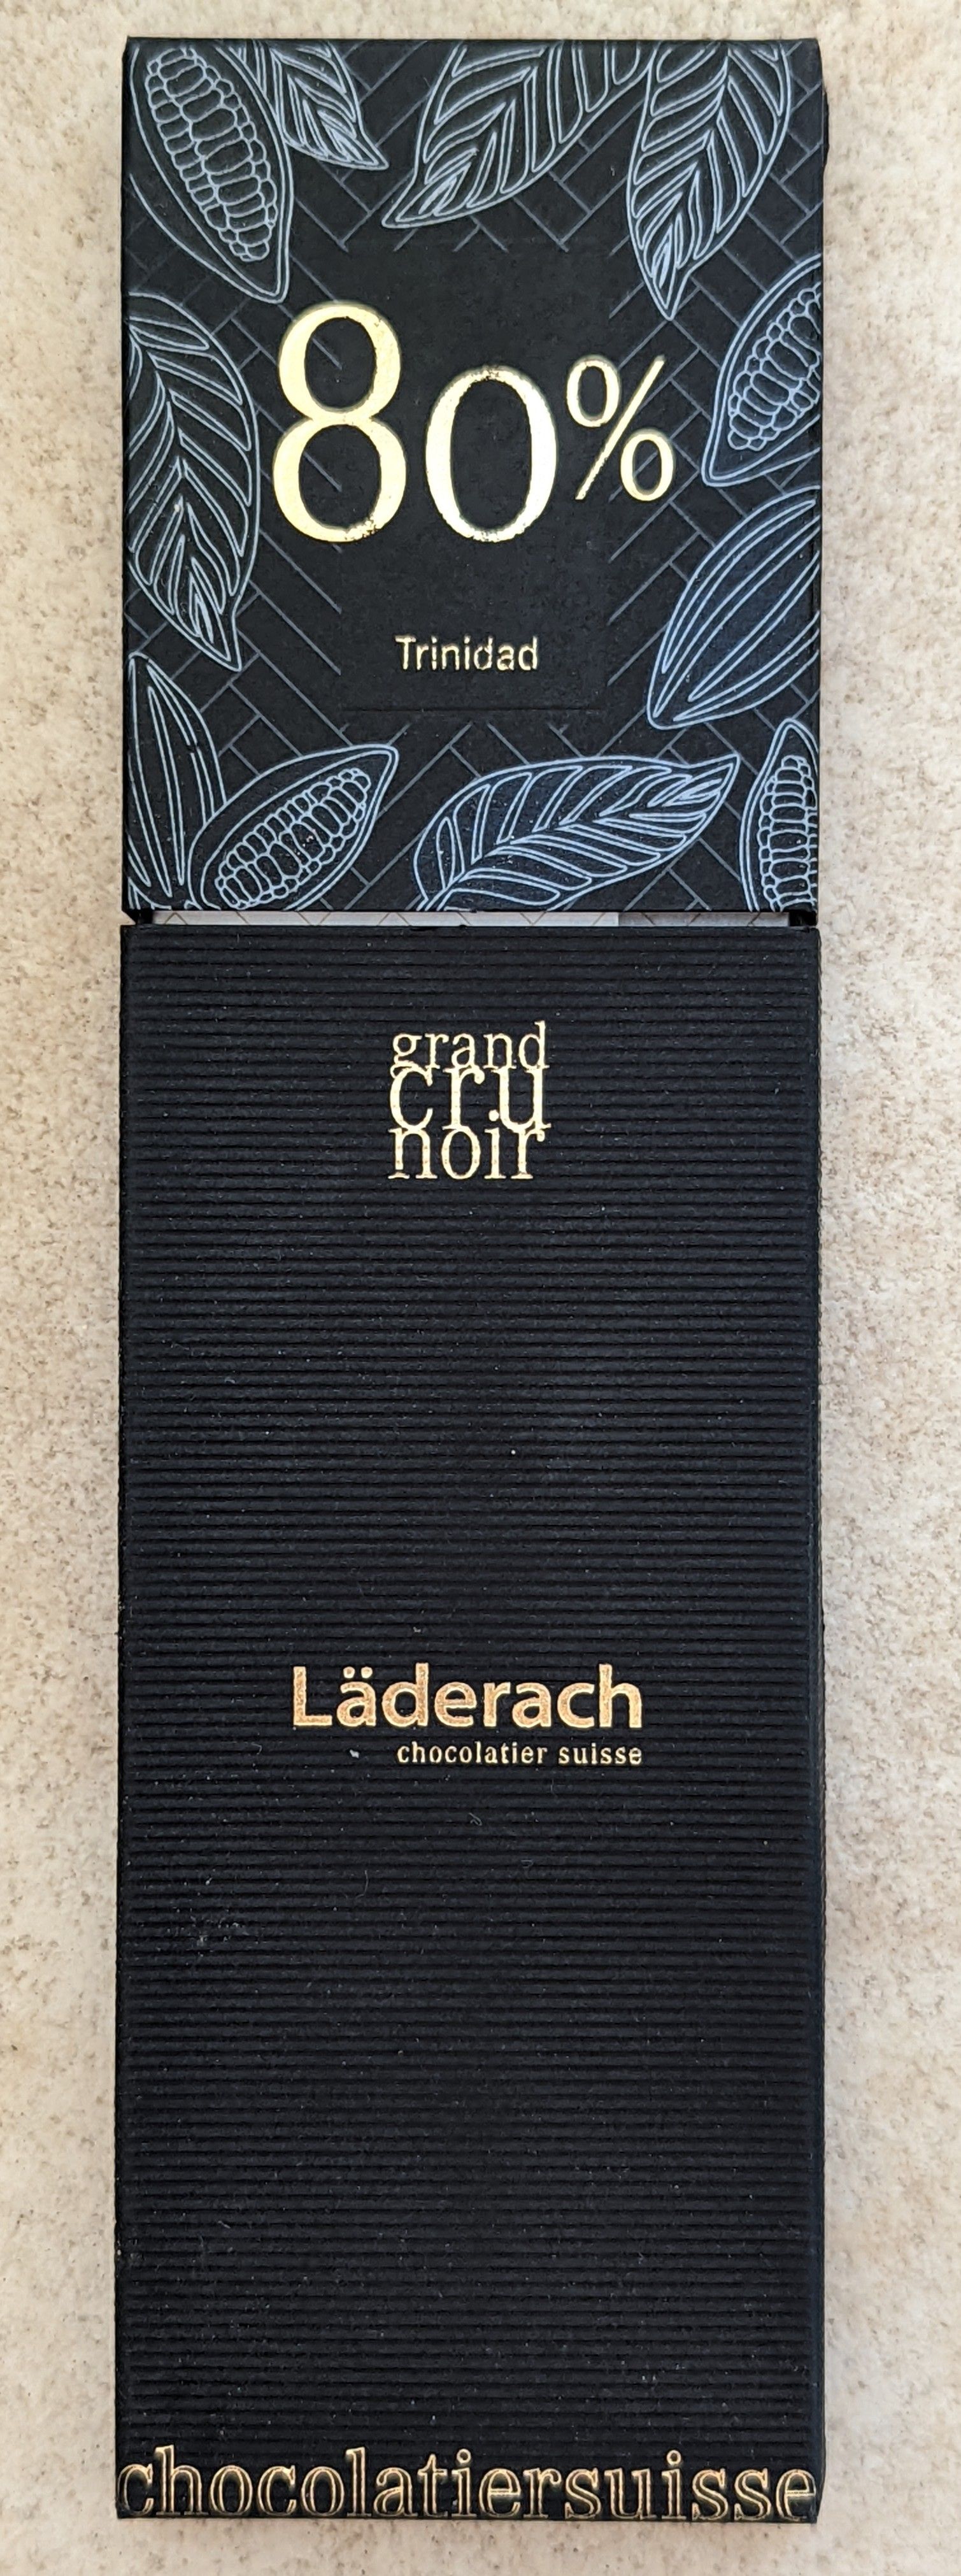 80%
Trinidad
grand
cru
noir
Läderach
chocolatier suisse
chocolatiersuisse